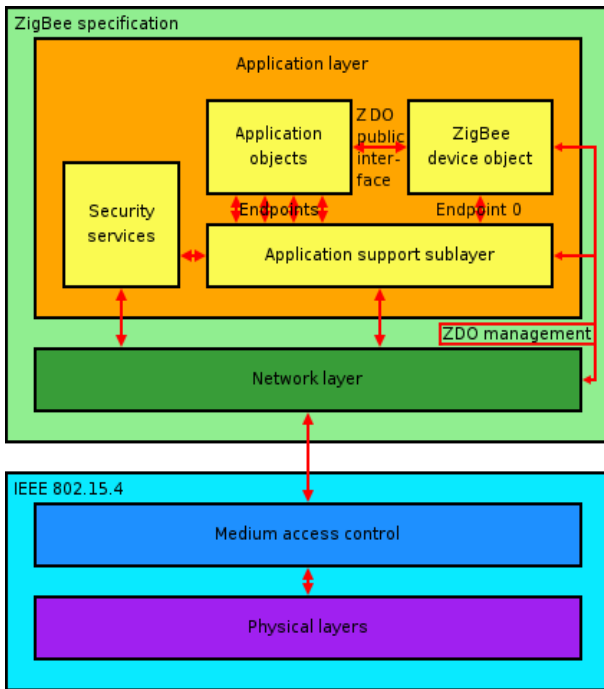 ZigBee specification
Application layer
Application
objects
ZDO
public
inter-
face
ZigBee
device object
Security
services
Endpoints
Endpoint 0
Application support sublayer
ZDO management
Network layer
IEEE 802.15.4
Medium access control
Physical layers